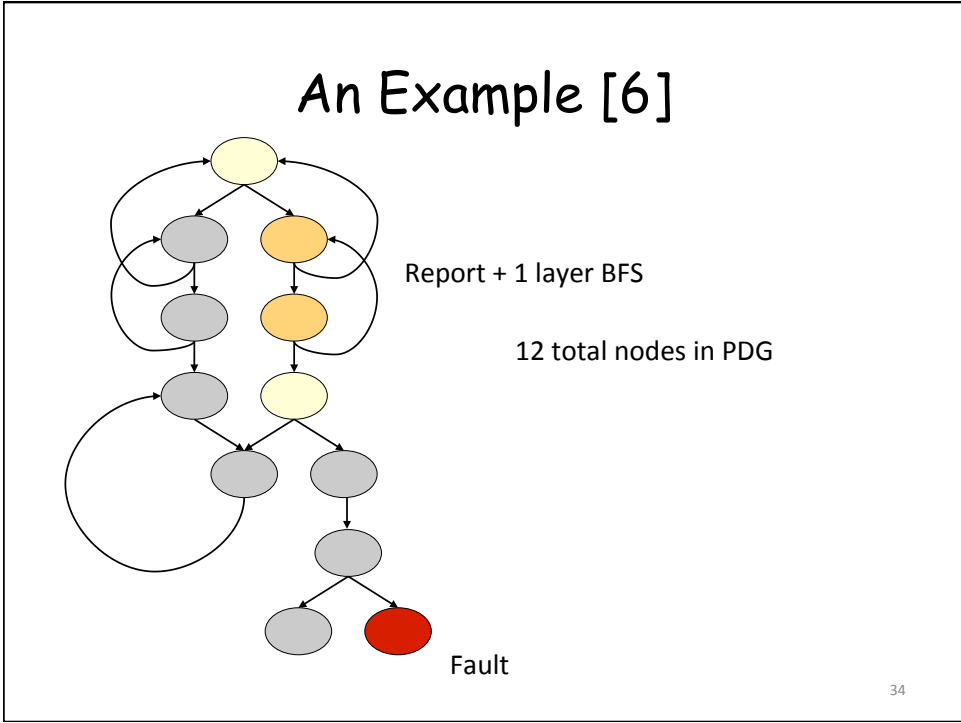 An Example [6]
Report + 1 layer BFS
12 total nodes in PDG
Fault
34